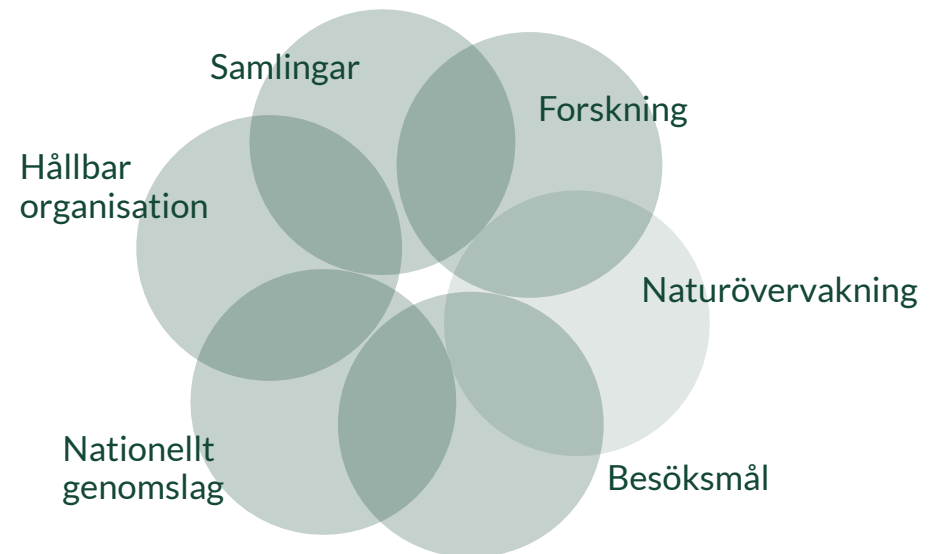 Samlingar
Forskning
Hållbar
organisation
Naturövervakning
Nationellt
genomslag
Besöksmål